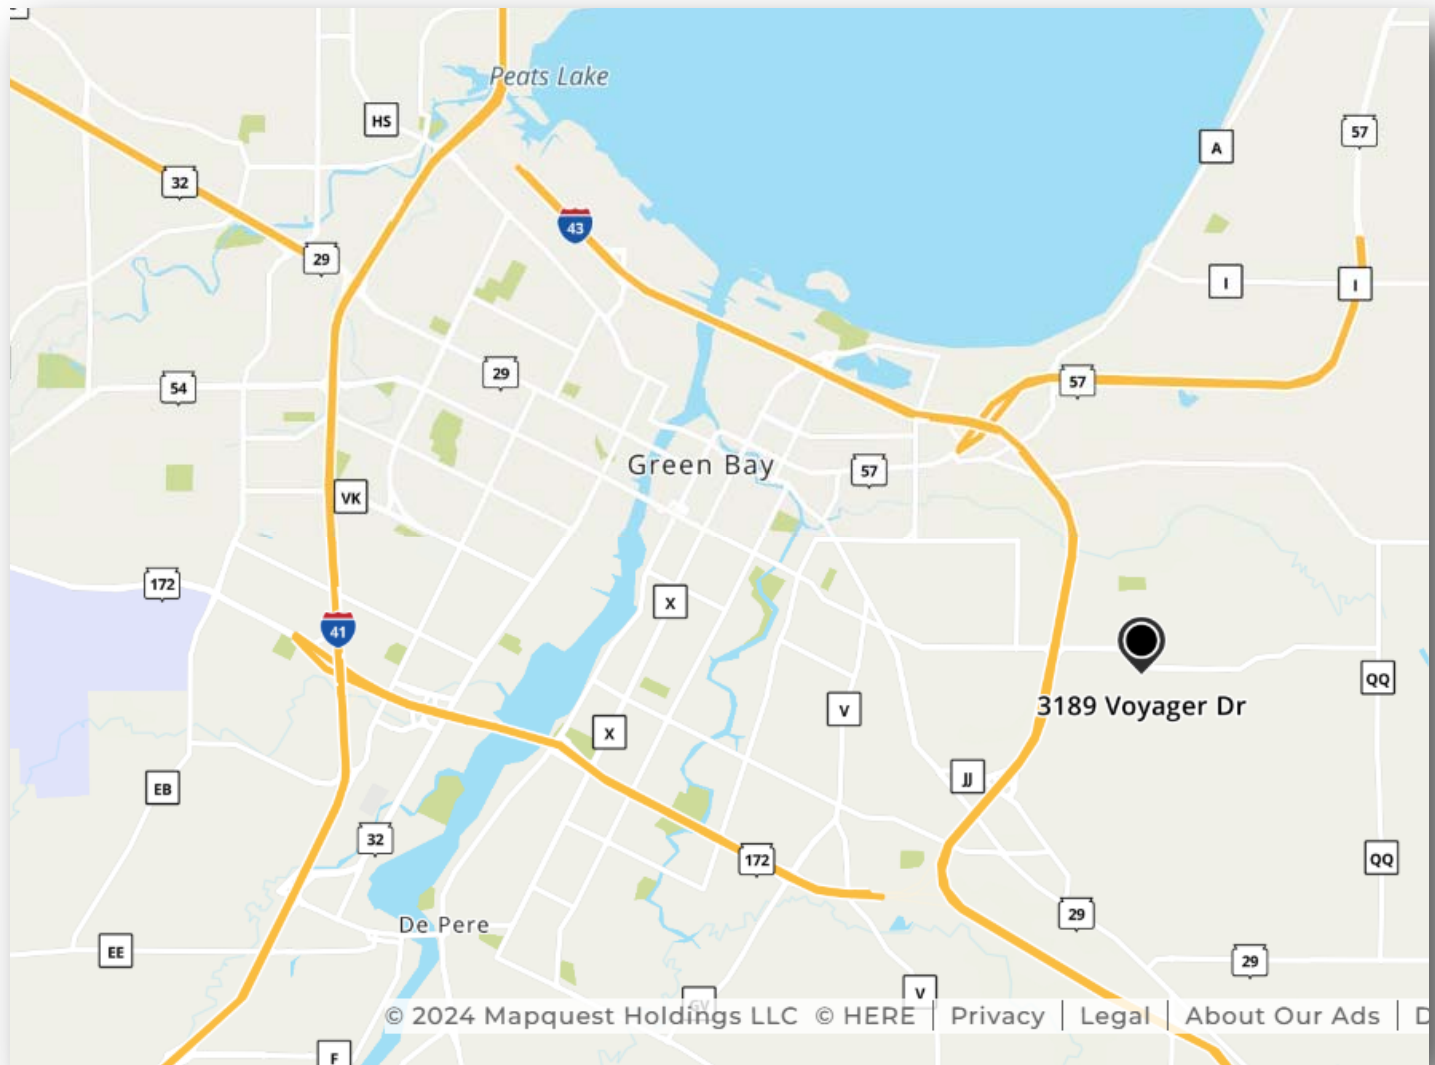 Peats Lake
HS
57
A
32
43
29
I
I
29
54
57
Green Bay
57
VK
172
X
41
3189 Voyager Dr
QQ
V
X
JJ
EB
32
172
QQ
29
De Pere
EE
29
V
GV
© 2024 Mapquest Holdings LLC © HERE | Privacy | Legal | About Our Ads | D
F